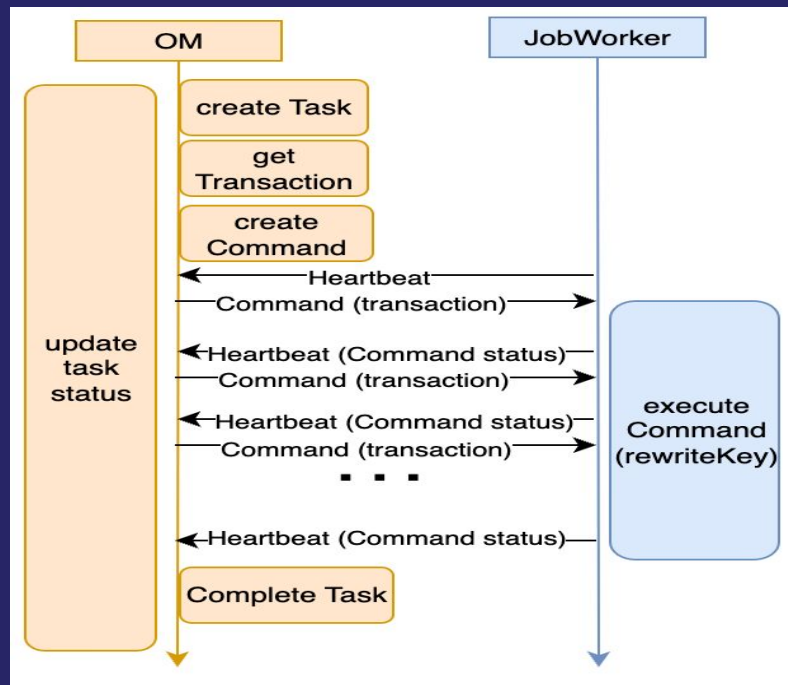 OM
JobWorker
create Task
get
Transaction
create
Command
Heartbeat
Command (transaction)
update
task
status
Heartbeat (Command status)
Command (transaction)
Heartbeat (Command status)
Command (transaction)
execute
Command
(rewriteKey)
. . .
Heartbeat (Command status)
Complete Task